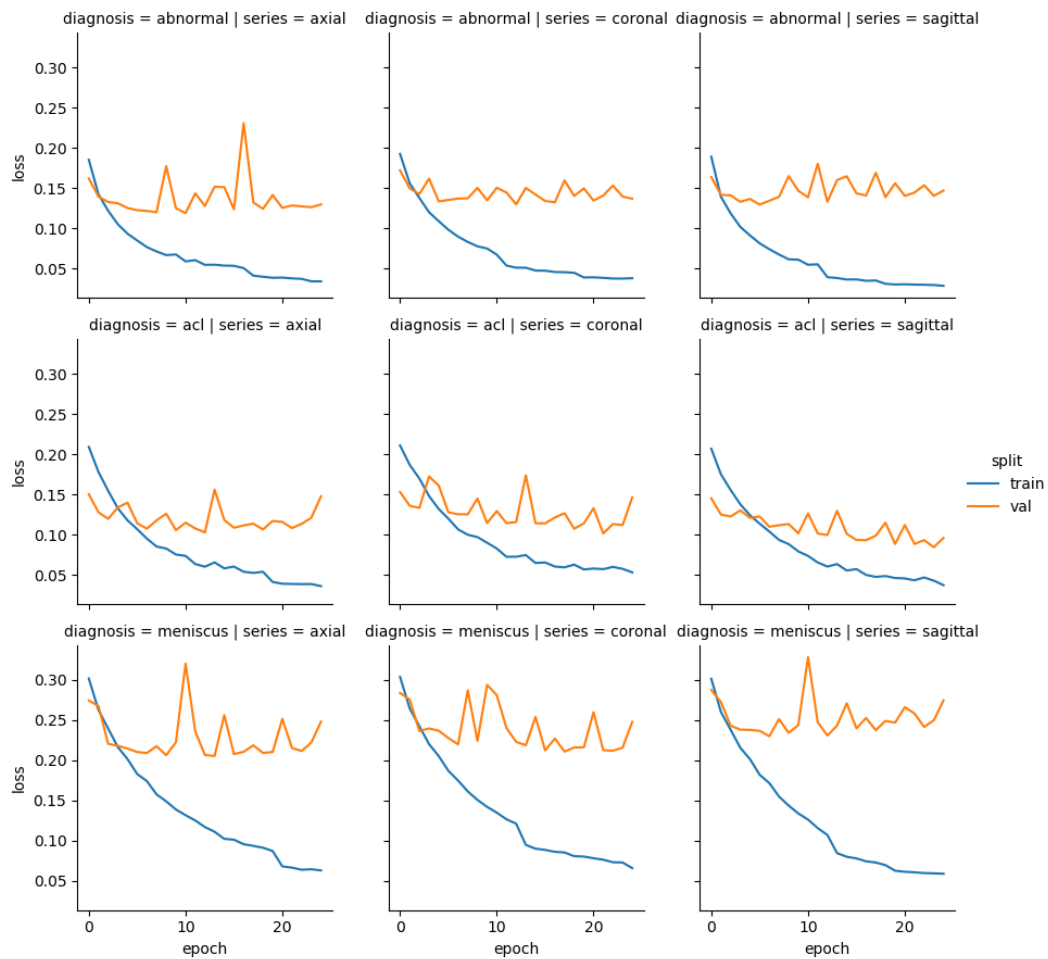 diagnosis = abnormal | series = axial
diagnosis = abnormal | series = coronal
diagnosis = abnormal | series = sagittal
0.30
0.25
0.20
0.15
0.10
0.05
loss
diagnosis = acl | series = axial
diagnosis = acl | series = coronal
diagnosis = acl | series = sagittal
0.30
0.25
0.20
0.15
0.10
0.05
loss
split
train
val
diagnosis = meniscus | series = axial
diagnosis = meniscus | series = coronal
diagnosis = meniscus | series = sagittal
0.30
0.25
0.20
0.15
0.10
0.05
loss
0 10 20
0 10 20
0 10 20
epoch
epoch
epoch